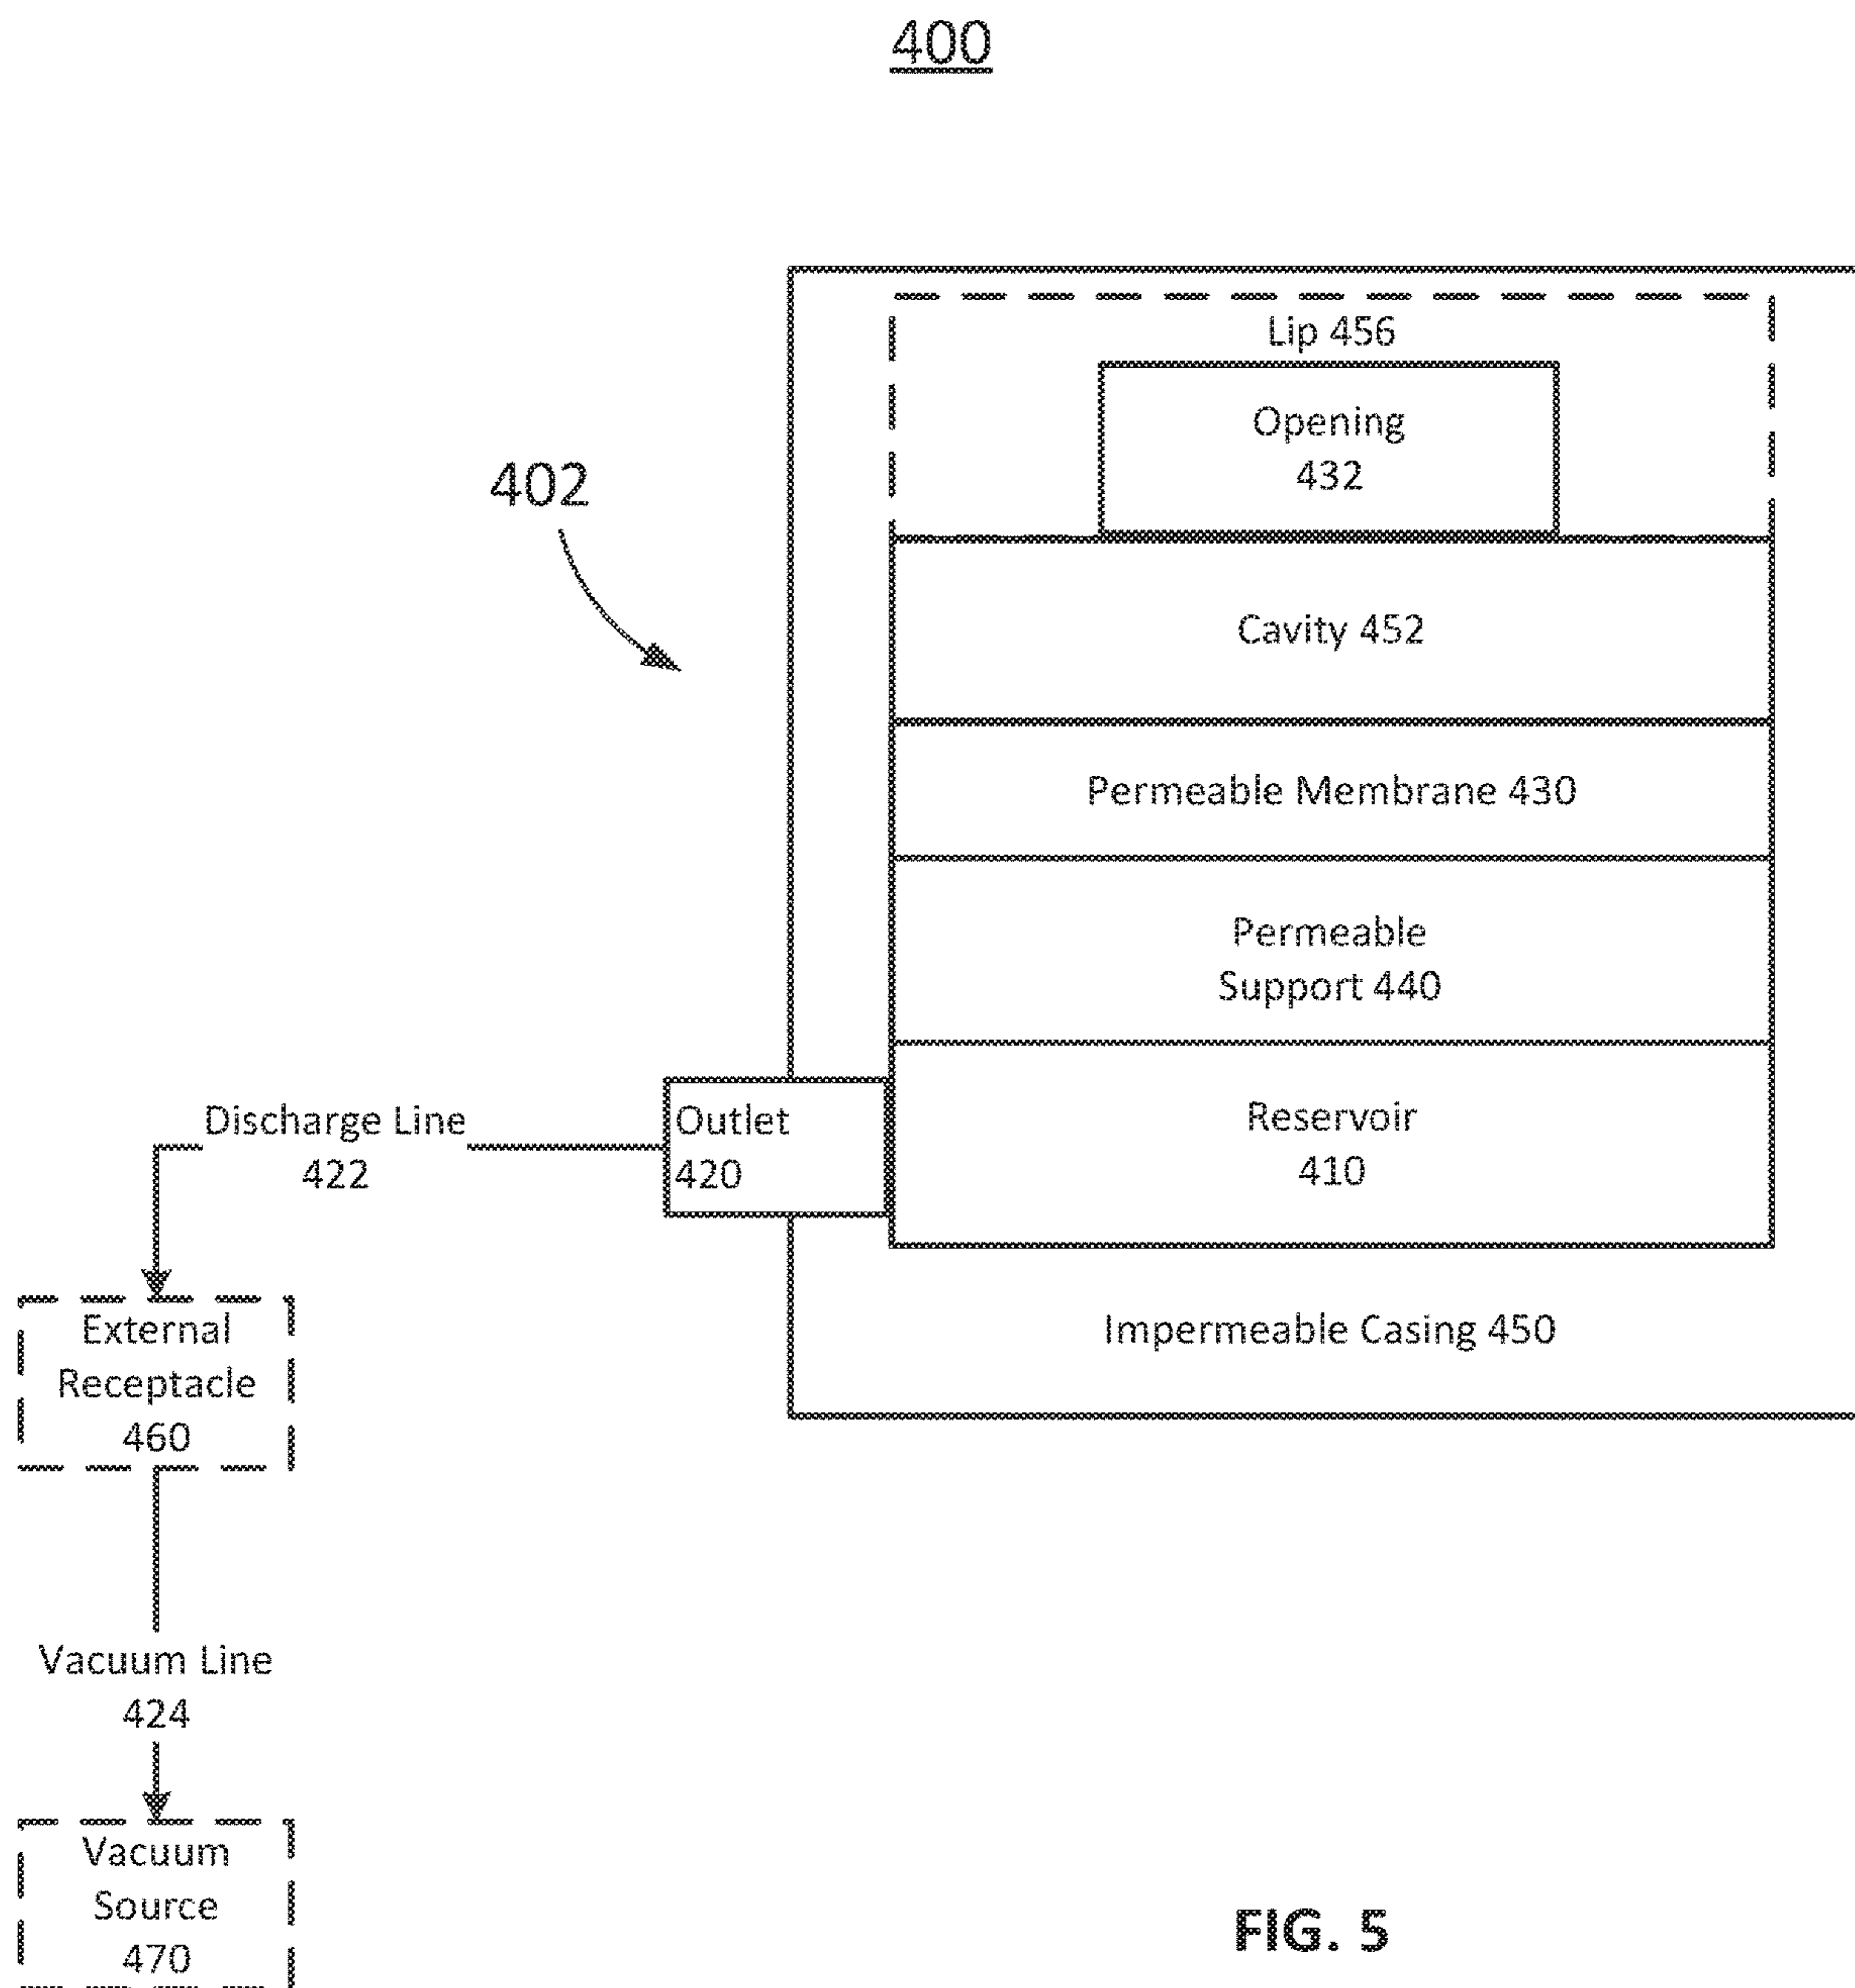 400
Lip 456
Opening
432
402
Cavity 452
Permeable Membrane 430
Permeable
Support 440
Discharge Line
422
Outlet
420
Reservoir
410
External
Receptacle
460
Impermeable Casing 450
Vacuum Line
424
Vacuum
Source
470
FIG. 5